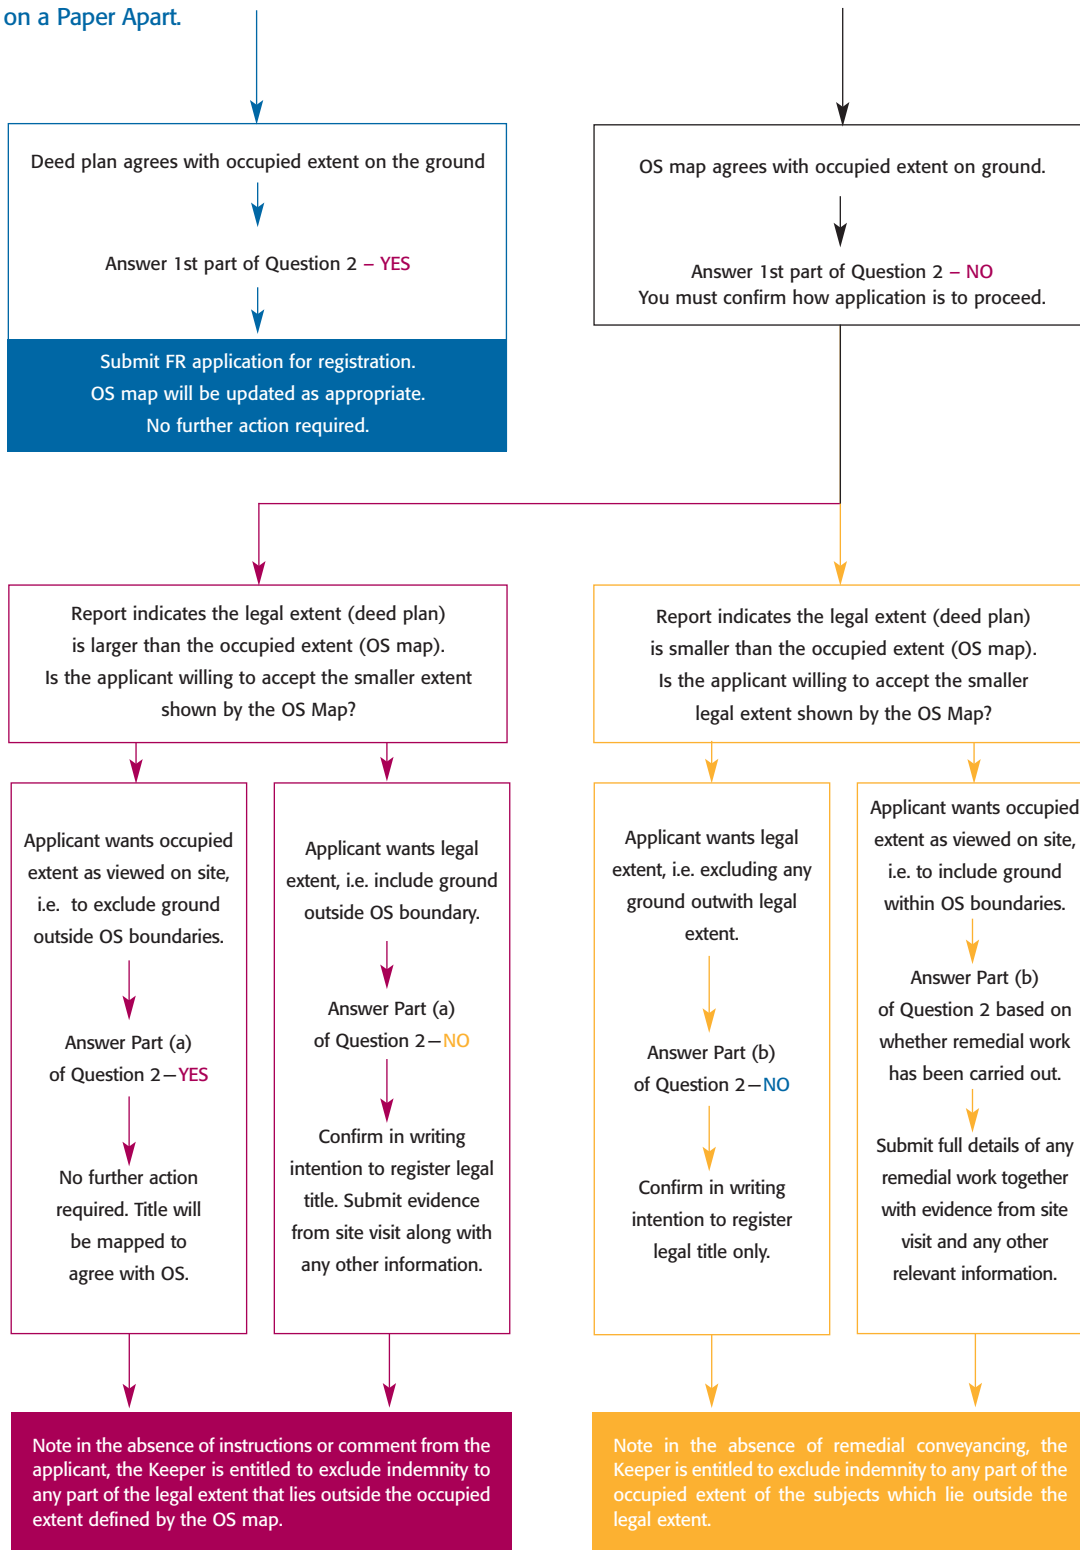 on a Paper Apart.
Deed plan agrees with occupied extent on the ground
Answer 1st part of Question 2 – YES
Submit FR application for registration.
OS map will be updated as appropriate.
No further action required.
OS map agrees with occupied extent on ground.
Answer 1st part of Question 2 – NO
You must confirm how application is to proceed.
Report indicates the legal extent (deed plan)
is larger than the occupied extent (OS map).
Is the applicant willing to accept the smaller extent
shown by the OS Map?
Report indicates the legal extent (deed plan)
is smaller than the occupied extent (OS map).
Is the applicant willing to accept the smaller
legal extent shown by the OS Map?
Applicant wants occupied
extent as viewed on site,
i.e. to exclude ground
outside OS boundaries.
Answer Part (a)
of Question 2–YES
No further action
required. Title will
be mapped to
agree with OS.
Applicant wants legal
extent, i.e. include ground
outside OS boundary.
Answer Part (a)
of Question 2–NO
Confirm in writing
intention to register legal
title. Submit evidence
from site visit along with
any other information.
Applicant wants legal
extent, i.e. excluding any
ground outwith legal
extent.
Answer Part (b)
of Question 2–NO
Confirm in writing
intention to register
legal title only.
Applicant wants occupied
extent as viewed on site,
i.e. to include ground
within OS boundaries.
Answer Part (b)
of Question 2 based on
whether remedial work
has been carried out.
Submit full details of any
remedial work together
with evidence from site
visit and any other
relevant information.
Note in the absence of instructions or comment from the
applicant, the Keeper is entitled to exclude indemnity to
any part of the legal extent that lies outside the occupied
extent defined by the OS map.
Note in the absence of remedial conveyancing, the
Keeper is entitled to exclude indemnity to any part of the
occupied extent of the subjects which lie outside the
legal extent.